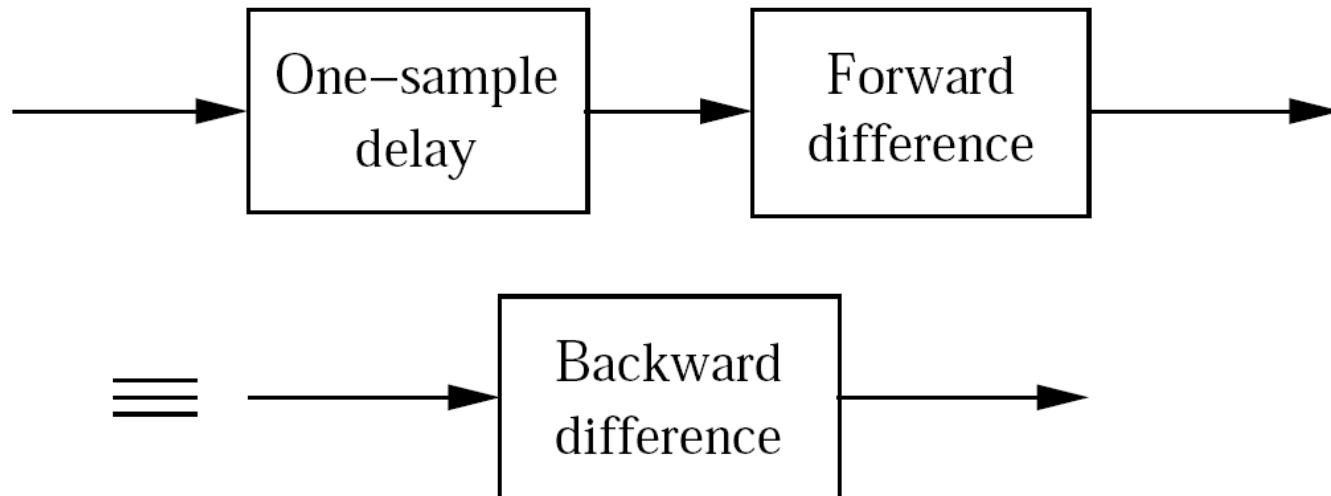 One−sample
delay
Forward
difference
≡
Backward
difference